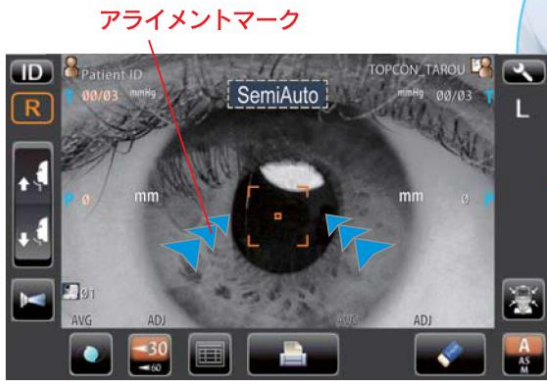 アライメントマーク
ID
Patient ID
TOPCON_TAROU
R
T 00/03 mmHg
SemiAuto
mmHg 00/03 T
L
P 0 mm
mm 0 P
01
AVG ADJ
AVG ADJ
30
60
A
AS
M